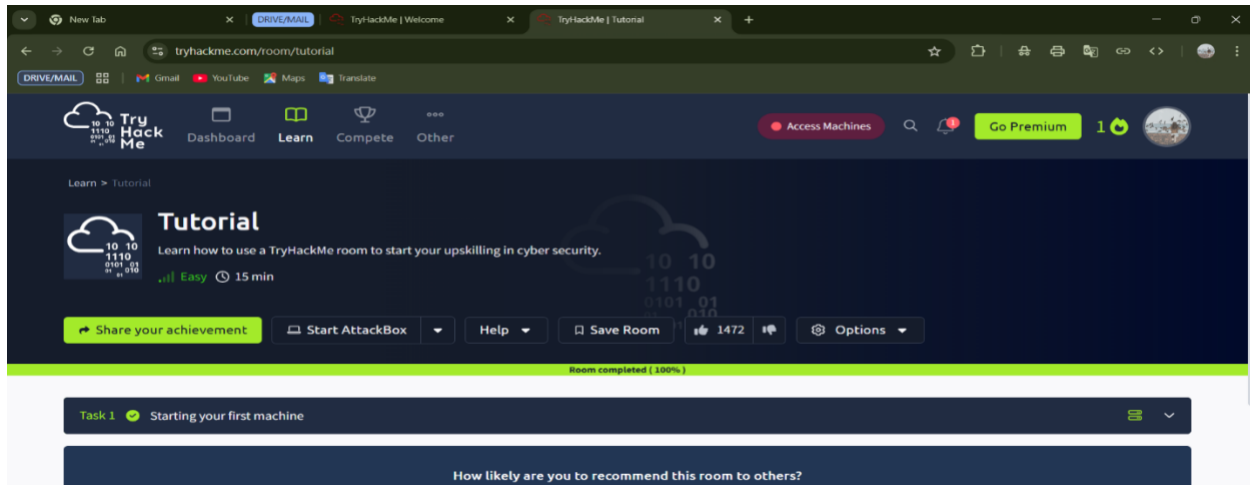 New Tab
DRIVE/MAIL
TryHackMe | Welcome
TryHackMe | Tutorial
tryhackme.com/room/tutorial
DRIVE/MAIL
Gmail
YouTube
Maps
Translate
Try
Hack
Me
Dashboard
Learn
Compete
Other
Access Machines
Go Premium
1
Learn > Tutorial
Tutorial
Learn how to use a TryHackMe room to start your upskilling in cyber security.
Easy
15 min
Share your achievement
Start AttackBox
Help
Save Room
1472
Options
Room completed ( 100% )
Task 1
Starting your first machine
How likely are you to recommend this room to others?